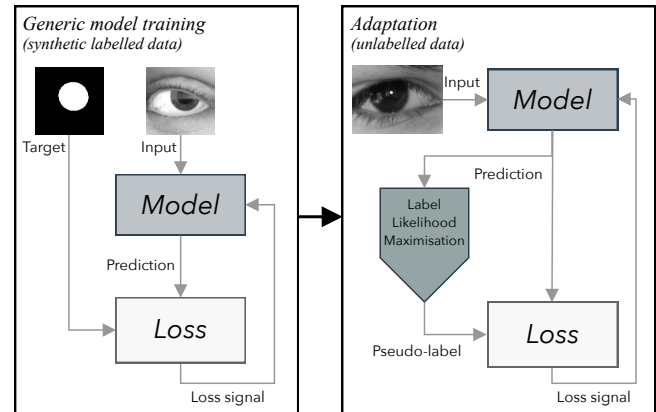 Generic model training
(synthetic labelled data)
Target
Input
Model
Prediction
Loss
Loss signal
Adaptation
(unlabelled data)
Input
Model
Prediction
Label
Likelihood
Maximisation
Pseudo-label
Loss
Loss signal